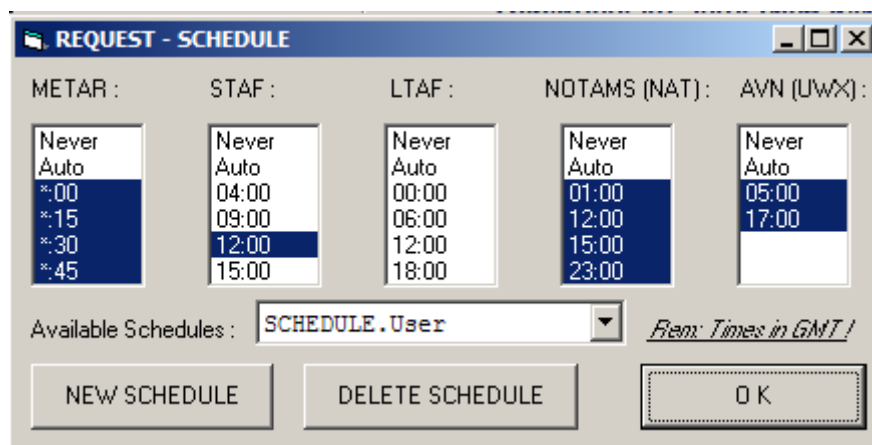 REQUEST - SCHEDULE
METAR : STAF : LTAF : NOTAMS (NAT) : AVN (UWX) :
Never Never Never Never Never
Auto Auto Auto Auto Auto
*:00 04:00 00:00 01:00 05:00
*:15 09:00 06:00 12:00 17:00
*:30 12:00 12:00 15:00
*:45 15:00 18:00 23:00
Available Schedules : SCHEDULE.User Rem: Times in GMT !
NEW SCHEDULE DELETE SCHEDULE O K